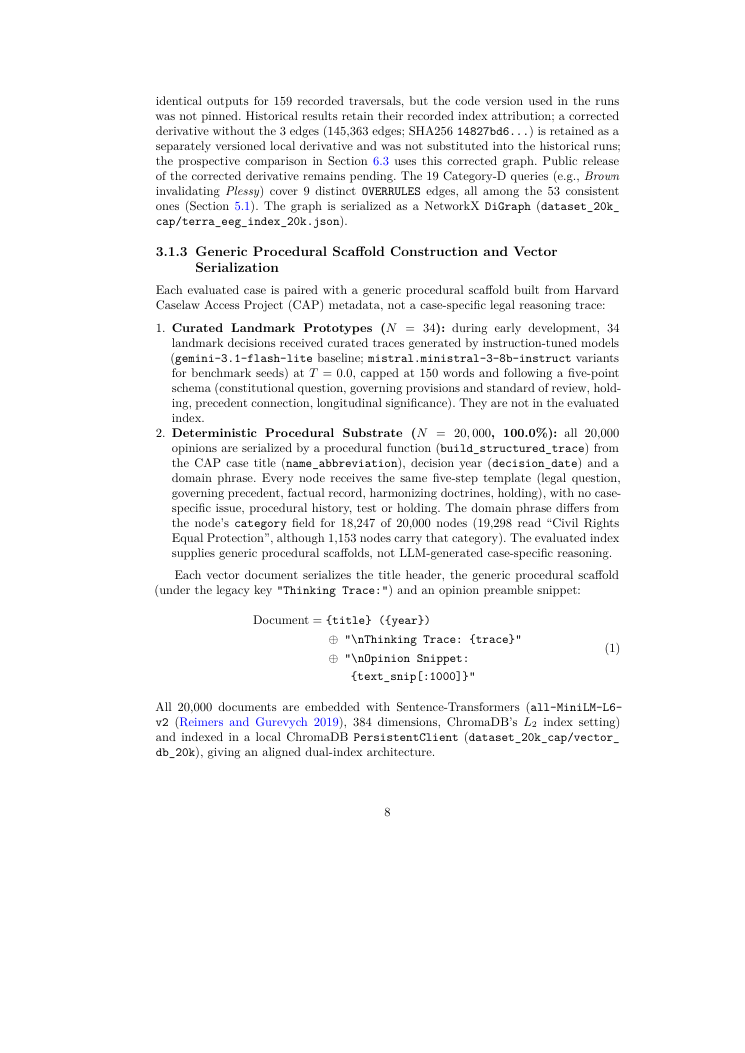 identical outputs for 159 recorded traversals, but the code version used in the runs
was not pinned. Historical results retain their recorded index attribution; a corrected
derivative without the 3 edges (145,363 edges; SHA256 14827bd6...) is retained as a
separately versioned local derivative and was not substituted into the historical runs;
the prospective comparison in Section 6.3 uses this corrected graph. Public release
of the corrected derivative remains pending. The 19 Category-D queries (e.g., Brown
invalidating Plessy) cover 9 distinct OVERRULES edges, all among the 53 consistent
ones (Section 5.1). The graph is serialized as a NetworkX DiGraph (dataset_20k_
cap/terra_eeg_index_20k.json).
3.1.3 Generic Procedural Scaffold Construction and Vector
Serialization
Each evaluated case is paired with a generic procedural scaffold built from Harvard
Caselaw Access Project (CAP) metadata, not a case-specific legal reasoning trace:
1. Curated Landmark Prototypes (N = 34): during early development, 34
landmark decisions received curated traces generated by instruction-tuned models
(gemini-3.1-flash-lite baseline; mistral.ministral-3-8b-instruct variants
for benchmark seeds) at T = 0.0, capped at 150 words and following a five-point
schema (constitutional question, governing provisions and standard of review, hold-
ing, precedent connection, longitudinal significance). They are not in the evaluated
index.
2. Deterministic Procedural Substrate (N = 20,000, 100.0%): all 20,000
opinions are serialized by a procedural function (build_structured_trace) from
the CAP case title (name_abbreviation), decision year (decision_date) and a
domain phrase. Every node receives the same five-step template (legal question,
governing precedent, factual record, harmonizing doctrines, holding), with no case-
specific issue, procedural history, test or holding. The domain phrase differs from
the node's category field for 18,247 of 20,000 nodes (19,298 read “Civil Rights
Equal Protection”, although 1,153 nodes carry that category). The evaluated index
supplies generic procedural scaffolds, not LLM-generated case-specific reasoning.
Each vector document serializes the title header, the generic procedural scaffold
(under the legacy key "Thinking Trace:") and an opinion preamble snippet:
Document = {title} ({year})
⊕ "\nThinking Trace: {trace}"
⊕ "\nOpinion Snippet:
{text_snip[:1000]}"
(1)
All 20,000 documents are embedded with Sentence-Transformers (all-MiniLM-L6-
v2 (Reimers and Gurevych 2019), 384 dimensions, ChromaDB's L2 index setting)
and indexed in a local ChromaDB PersistentClient (dataset_20k_cap/vector_
db_20k), giving an aligned dual-index architecture.
8